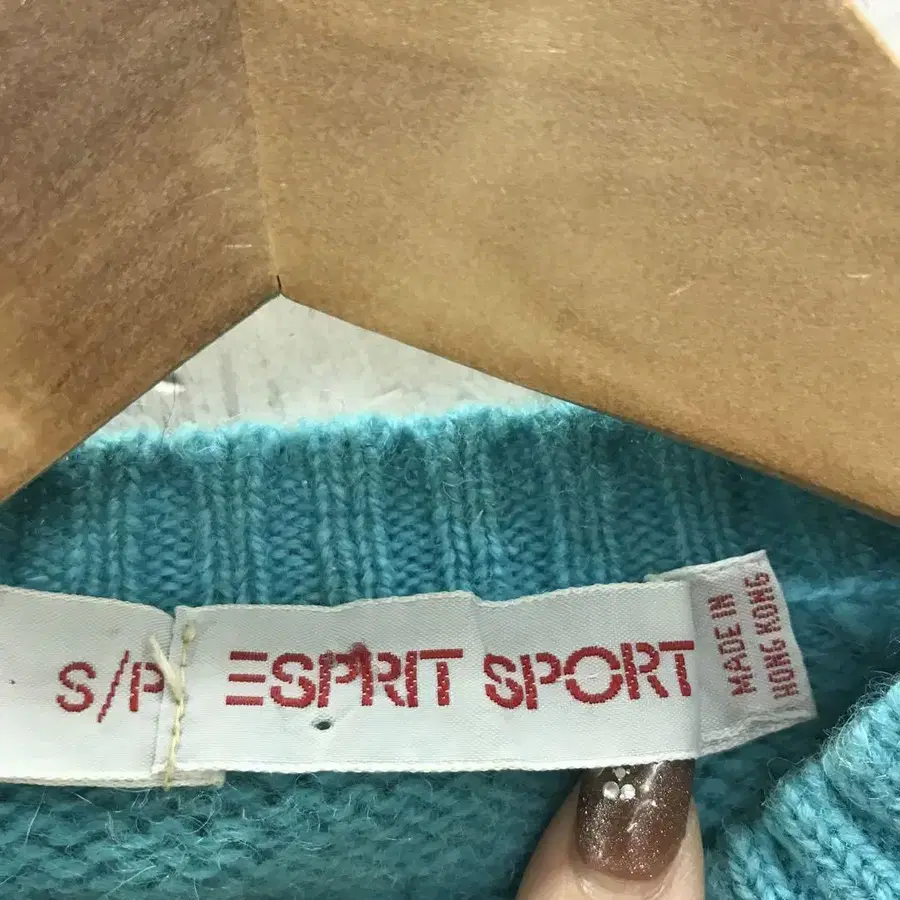 S/P
ESPRIT SPORT
MADE IN
HONG KONG